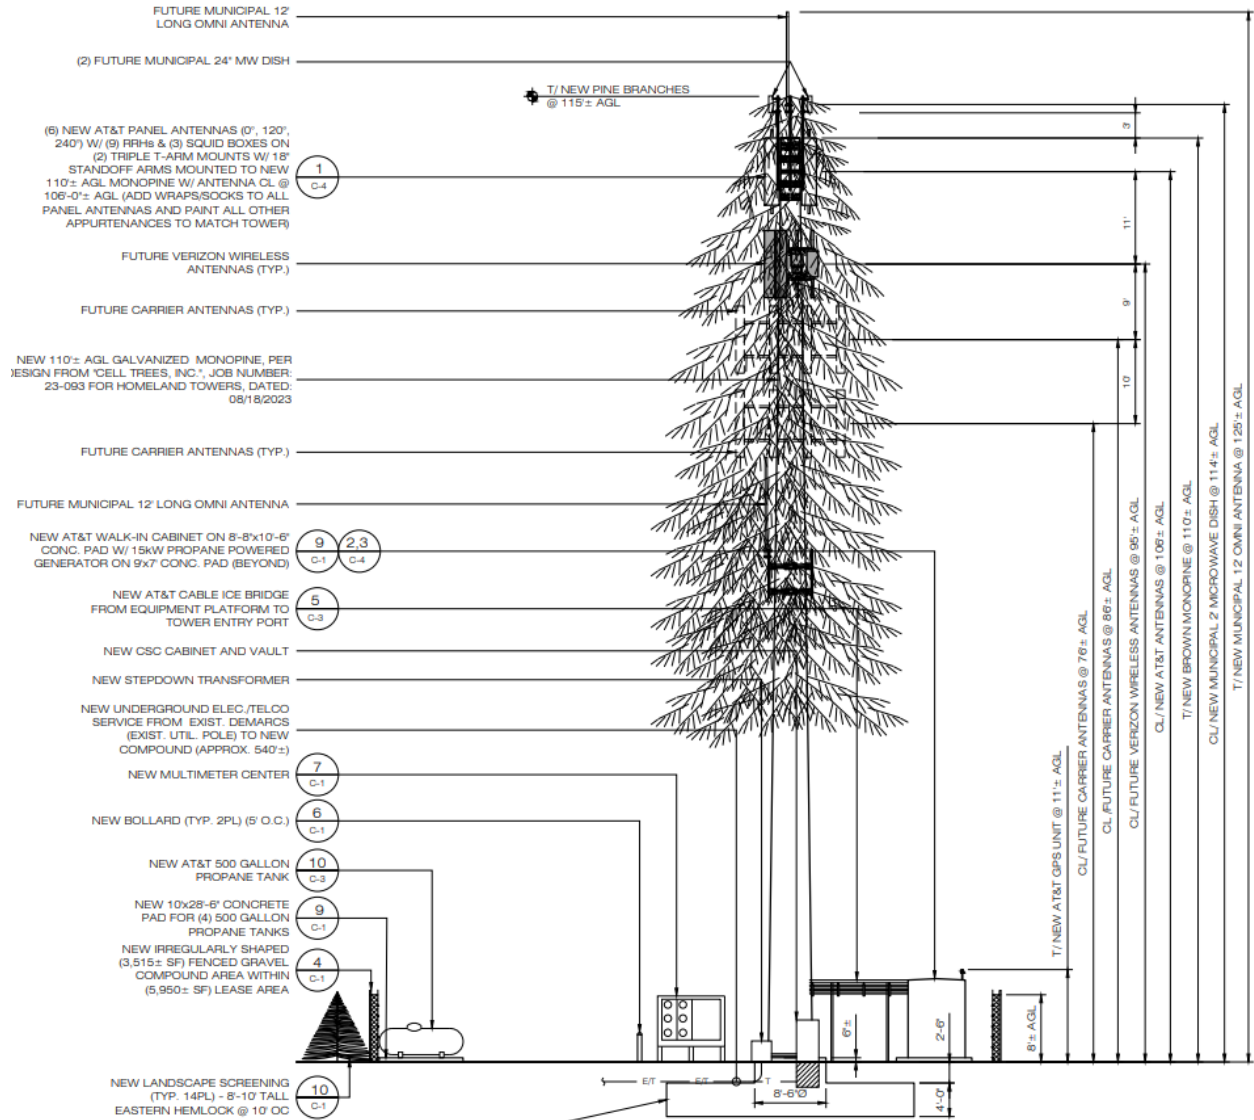 FUTURE MUNICIPAL 12'
LONG OMNI ANTENNA
(2) FUTURE MUNICIPAL 24" MW DISH
T/ NEW PINE BRANCHES
@ 115'± AGL
(6) NEW AT&T PANEL ANTENNAS (0°, 120°,
240°) W/ (9) RRHs & (3) SQUID BOXES ON
(2) TRIPLE T-ARM MOUNTS W/ 18"
STANDOFF ARMS MOUNTED TO NEW
110'± AGL MONOPINE W/ ANTENNA CL @
106'-0"± AGL (ADD WRAPS/SOCKS TO ALL
PANEL ANTENNAS AND PAINT ALL OTHER
APPURTENANCES TO MATCH TOWER)
1
C-4
FUTURE VERIZON WIRELESS
ANTENNAS (TYP.)
FUTURE CARRIER ANTENNAS (TYP.)
NEW 110'± AGL GALVANIZED MONOPINE, PER
DESIGN FROM "CELL TREES, INC.", JOB NUMBER:
23-093 FOR HOMELAND TOWERS, DATED:
08/18/2023
FUTURE CARRIER ANTENNAS (TYP.)
FUTURE MUNICIPAL 12' LONG OMNI ANTENNA
NEW AT&T WALK-IN CABINET ON 8'-8"x10'-6"
CONC. PAD W/ 15kW PROPANE POWERED
GENERATOR ON 9'x7' CONC. PAD (BEYOND)
9
C-1
2,3
C-4
NEW AT&T CABLE ICE BRIDGE
FROM EQUIPMENT PLATFORM TO
TOWER ENTRY PORT
5
C-3
NEW CSC CABINET AND VAULT
NEW STEPDOWN TRANSFORMER
NEW UNDERGROUND ELEC./TELCO
SERVICE FROM EXIST. DEMARCS
(EXIST. UTIL. POLE) TO NEW
COMPOUND (APPROX. 540'±)
NEW MULTIMETER CENTER
7
C-1
NEW BOLLARD (TYP. 2PL) (5' O.C.)
6
C-1
NEW AT&T 500 GALLON
PROPANE TANK
10
C-3
NEW 10'x28'-6" CONCRETE
PAD FOR (4) 500 GALLON
PROPANE TANKS
9
C-1
NEW IRREGULARLY SHAPED
(3,515± SF) FENCED GRAVEL
COMPOUND AREA WITHIN
(5,950± SF) LEASE AREA
4
C-1
NEW LANDSCAPE SCREENING
(TYP. 14PL) - 8'-10' TALL
EASTERN HEMLOCK @ 10' OC
10
C-1
E/T
E/T
T
8'-6"Ø
4'-0"
6"±
2'-6"
8'± AGL
3'
11'
9'
10'
T/ NEW AT&T GPS UNIT @ 11'± AGL
CL/ FUTURE CARRIER ANTENNAS @ 76'± AGL
CL /FUTURE CARRIER ANTENNAS @ 86'± AGL
CL/ FUTURE VERIZON WIRELESS ANTENNAS @ 95'± AGL
CL/ NEW AT&T ANTENNAS @ 106'± AGL
T/ NEW BROWN MONOPINE @ 110'± AGL
CL/ NEW MUNICIPAL 2' MICROWAVE DISH @ 114'± AGL
T/ NEW MUNICIPAL 12' OMNI ANTENNA @ 125'± AGL